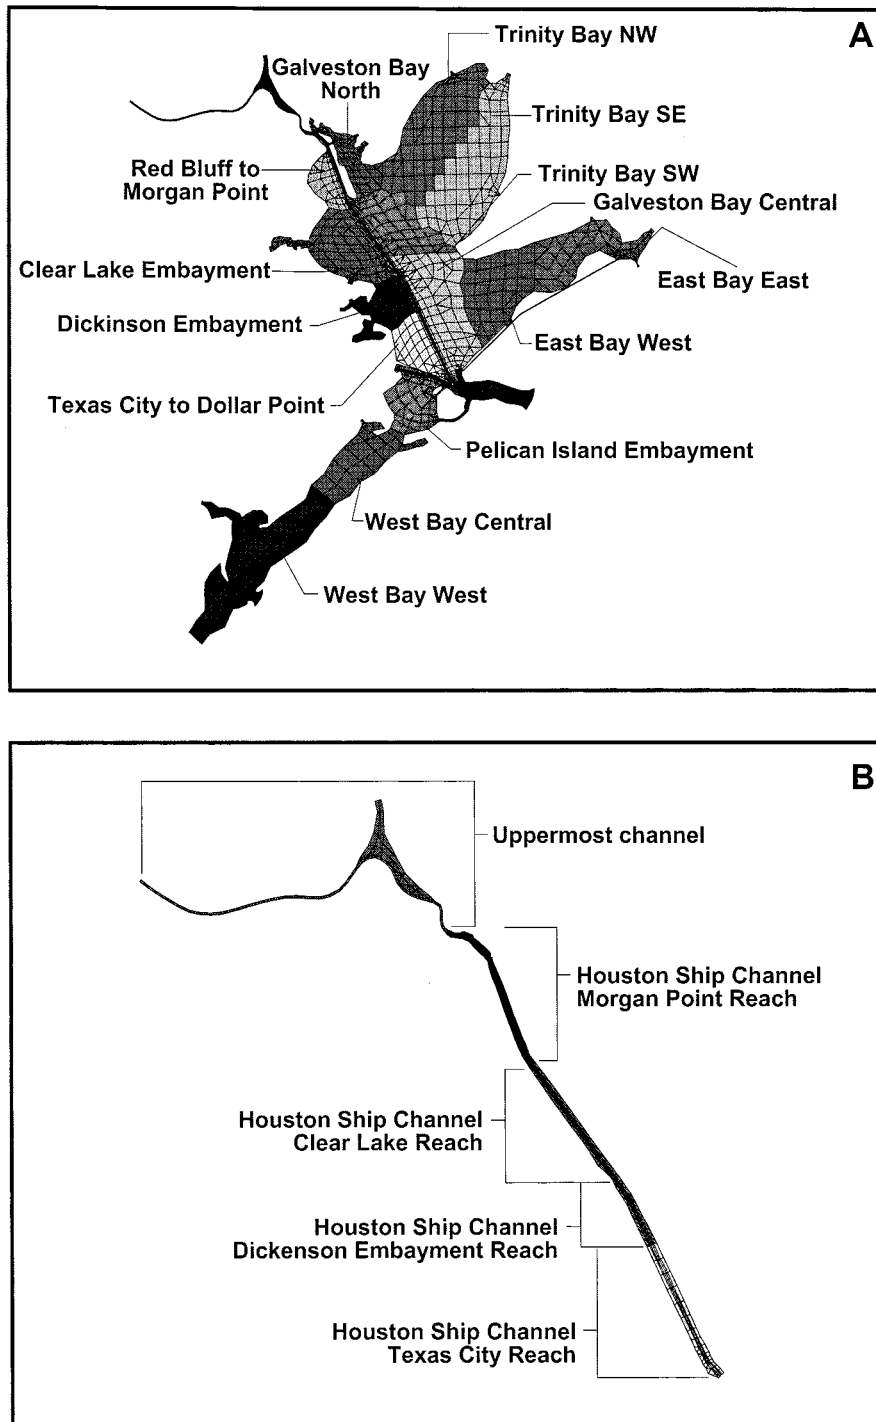 A
Trinity Bay NW
Galveston Bay
North
Trinity Bay SE
Red Bluff to
Morgan Point
Trinity Bay SW
Galveston Bay Central
Clear Lake Embayment
East Bay East
Dickinson Embayment
East Bay West
Texas City to Dollar Point
Pelican Island Embayment
West Bay Central
West Bay West
B
Uppermost channel
Houston Ship Channel
Morgan Point Reach
Houston Ship Channel
Clear Lake Reach
Houston Ship Channel
Dickenson Embayment Reach
Houston Ship Channel
Texas City Reach